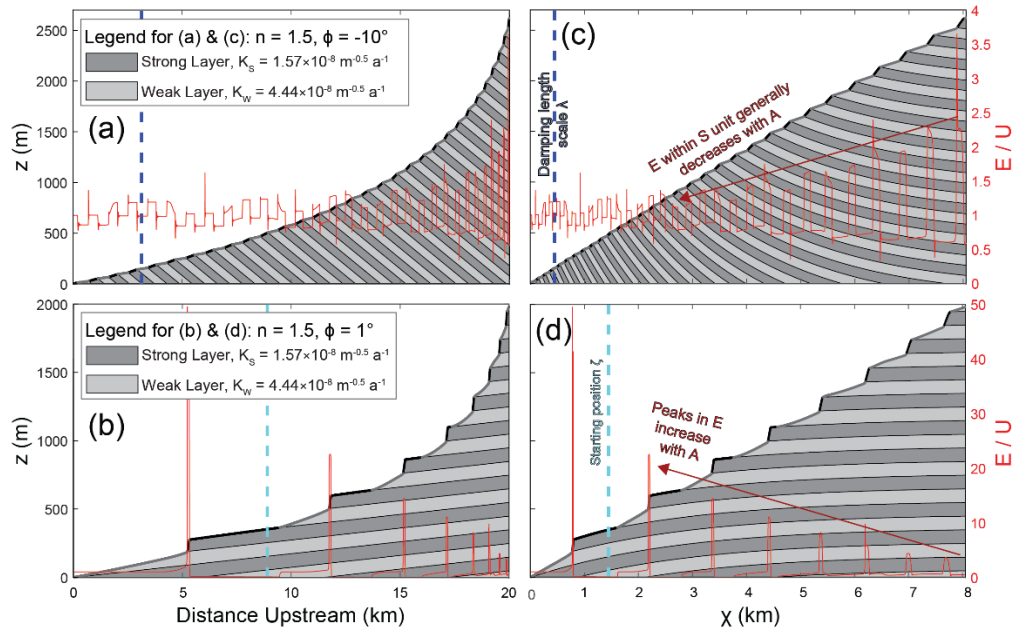 Legend for (a) & (c): n = 1.5, ϕ = -10°
Strong Layer, K_S = 1.57×10⁻⁸ m⁻⁰·⁵ a⁻¹
Weak Layer, K_W = 4.44×10⁻⁸ m⁻⁰·⁵ a⁻¹
(a)
z (m)
2500
2000
1500
1000
500
0
(c)
Damping length
scale λ
E within S unit generally
decreases with A
4
3.5
3
2.5
2
1.5
1
0.5
0
E / U
Legend for (b) & (d): n = 1.5, ϕ = 1°
Strong Layer, K_S = 1.57×10⁻⁸ m⁻⁰·⁵ a⁻¹
Weak Layer, K_W = 4.44×10⁻⁸ m⁻⁰·⁵ a⁻¹
(b)
z (m)
2000
1500
1000
500
0
0
5
10
15
20
Distance Upstream (km)
(d)
Starting position ζ
Peaks in E
increase
with A
50
40
30
20
10
0
E / U
0
1
2
3
4
5
6
7
8
χ (km)